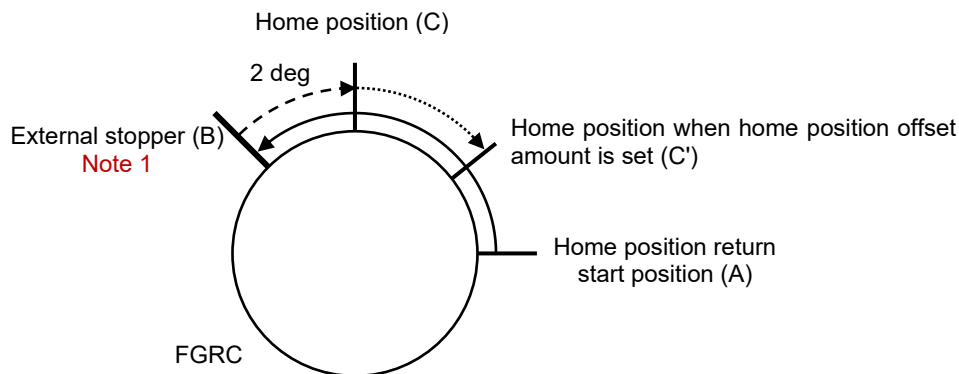 Home position (C)
2 deg
External stopper (B)
Note 1
Home position when home position offset
amount is set (C')
Home position return
start position (A)
FGRC